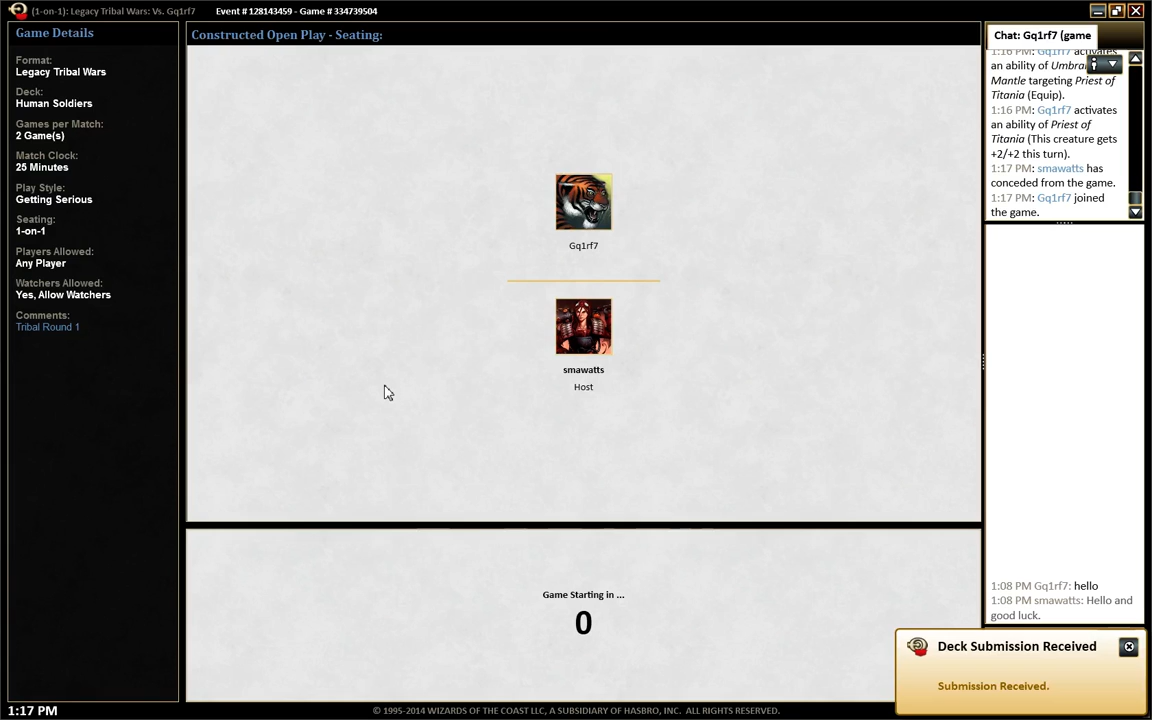 (1-on-1): Legacy Tribal Wars: Vs. Gq1rf7 Event # 128143459 - Game # 334739504
Game Details
Format:
Legacy Tribal Wars
Deck:
Human Soldiers
Games per Match:
2 Game(s)
Match Clock:
25 Minutes
Play Style:
Getting Serious
Seating:
1-on-1
Players Allowed:
Any Player
Watchers Allowed:
Yes, Allow Watchers
Comments:
Tribal Round 1
1:17 PM
Constructed Open Play - Seating:
Gq1rf7
smawatts
Host
Game Starting in ...
0
Chat: Gq1rf7 (game
1:16 PM: Gq1rf7 activates
an ability of Umbral
Mantle targeting Priest of
Titania (Equip).
1:16 PM: Gq1rf7 activates
an ability of Priest of
Titania (This creature gets
+2/+2 this turn).
1:17 PM: smawatts has
conceded from the game.
1:17 PM: Gq1rf7 joined
the game.
1:08 PM Gq1rf7: hello
1:08 PM smawatts: Hello and
good luck.
Deck Submission Received
Submission Received.
© 1995-2014 WIZARDS OF THE COAST LLC, A SUBSIDIARY OF HASBRO, INC. ALL RIGHTS RESERVED.